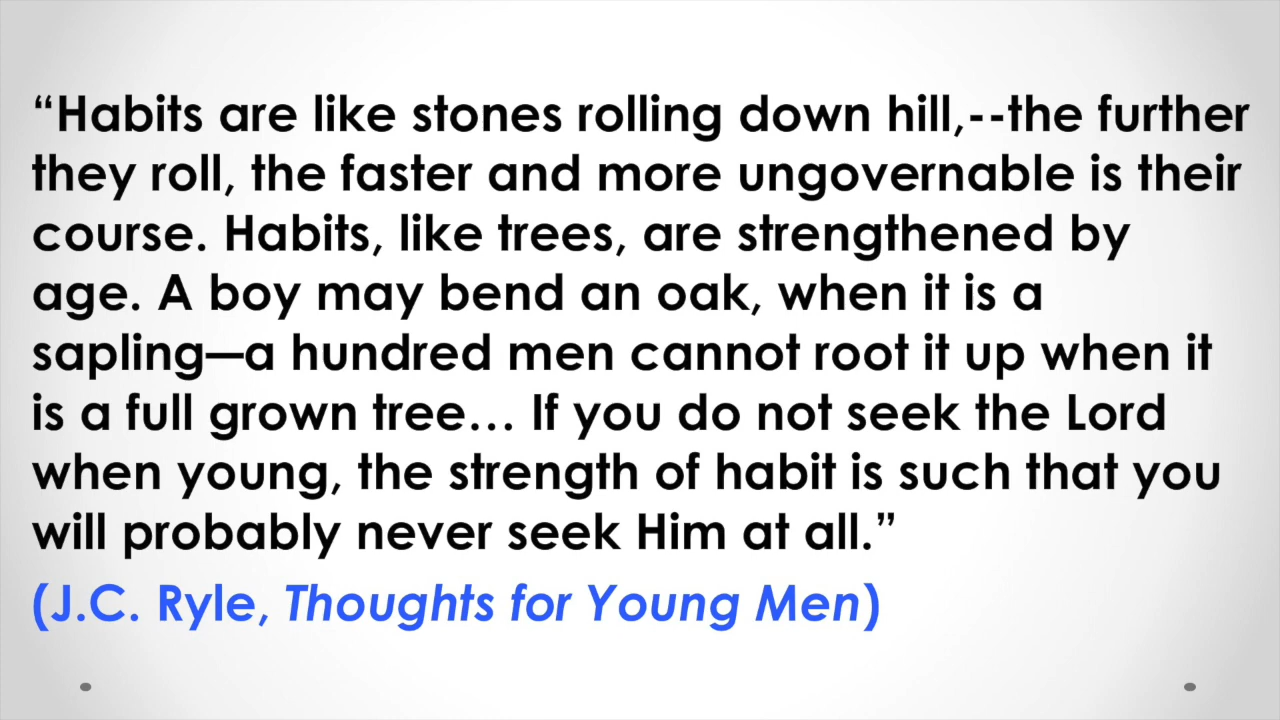 “Habits are like stones rolling down hill,--the further
they roll, the faster and more ungovernable is their
course. Habits, like trees, are strengthened by
age. A boy may bend an oak, when it is a
sapling—a hundred men cannot root it up when it
is a full grown tree… If you do not seek the Lord
when young, the strength of habit is such that you
will probably never seek Him at all.”
(J.C. Ryle, Thoughts for Young Men)